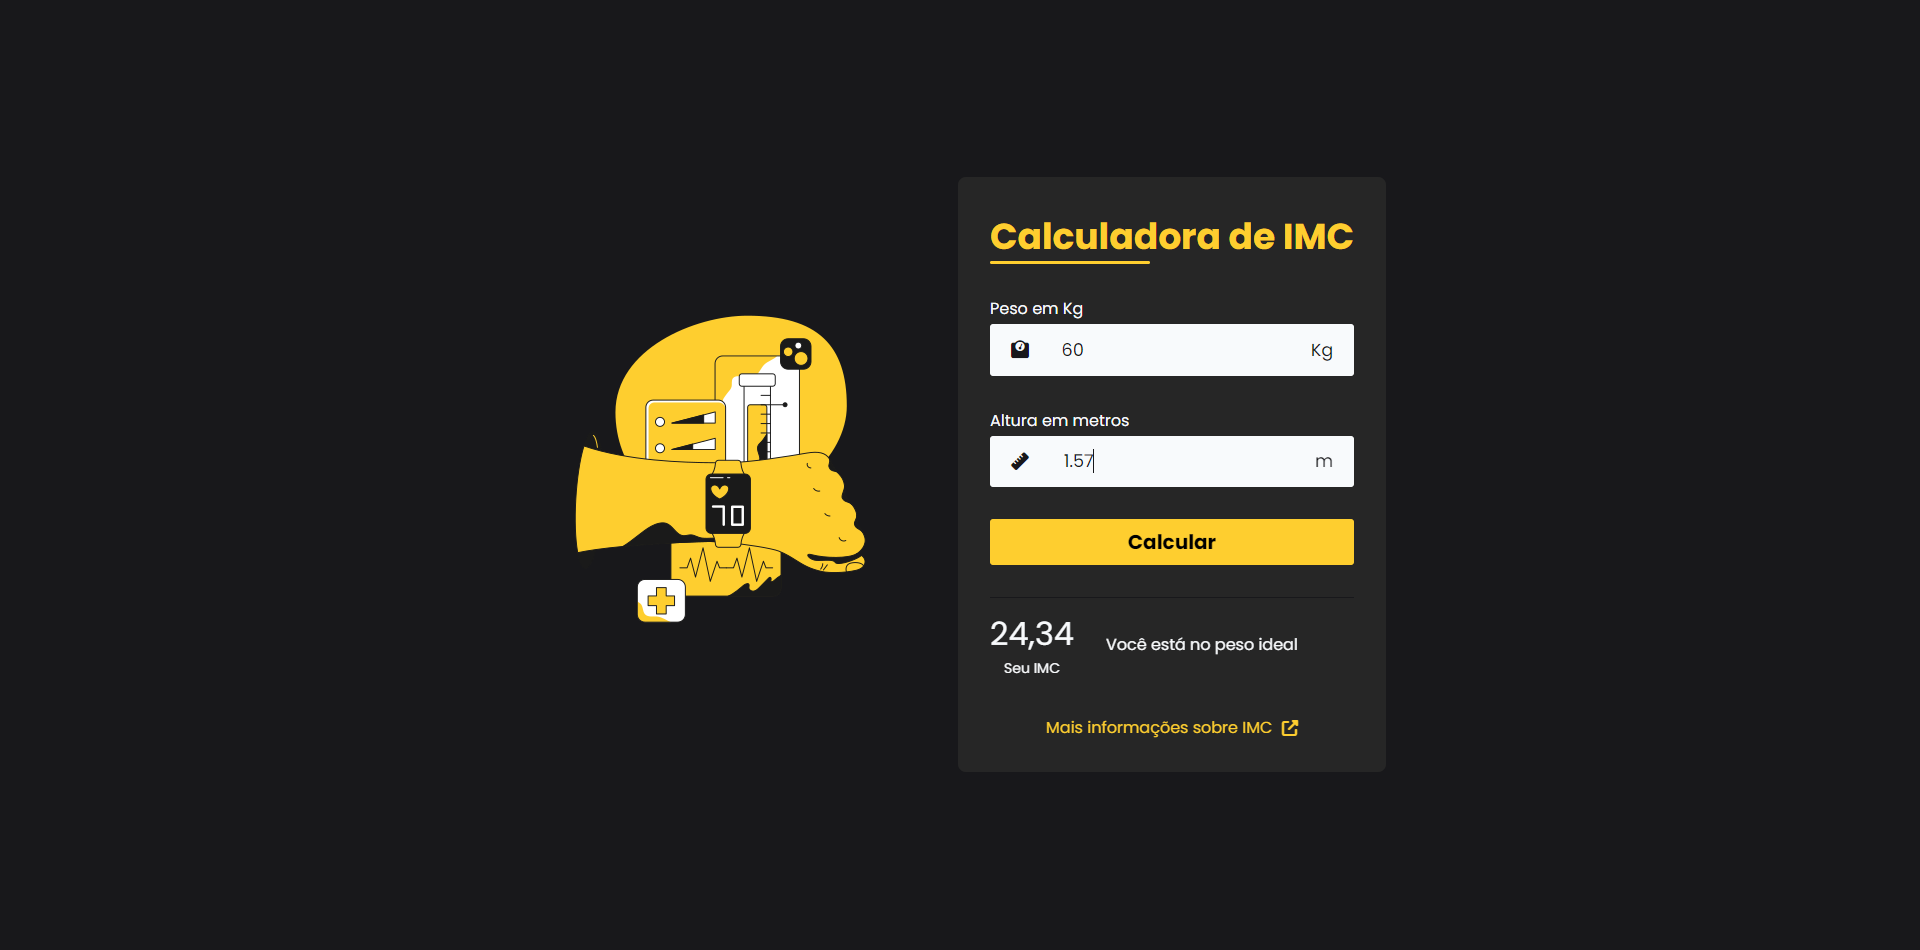 Calculadora de IMC
Peso em Kg
60 Kg
Altura em metros
1.57 m
Calcular
70
24,34
Seu IMC
Você está no peso ideal
Mais informações sobre IMC